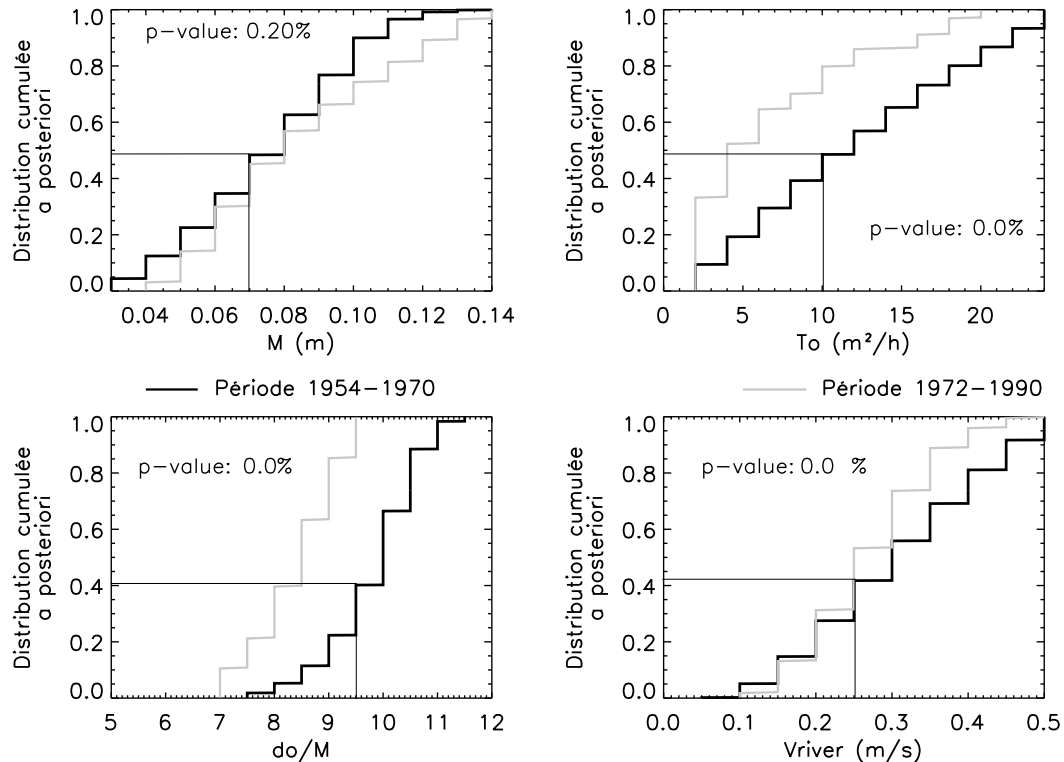 1.0
0.8
0.6
0.4
0.2
0.0
Distribution cumulée
a posteriori
p-value: 0.20%
0.04 0.06 0.08 0.10 0.12 0.14
M (m)
1.0
0.8
0.6
0.4
0.2
0.0
Distribution cumulée
a posteriori
p-value: 0.0%
0 5 10 15 20
To (m²/h)
Période 1954-1970
Période 1972-1990
1.0
0.8
0.6
0.4
0.2
0.0
Distribution cumulée
a posteriori
p-value: 0.0%
5 6 7 8 9 10 11 12
do/M
1.0
0.8
0.6
0.4
0.2
0.0
Distribution cumulée
a posteriori
p-value: 0.0 %
0.0 0.1 0.2 0.3 0.4 0.5
Vriver (m/s)